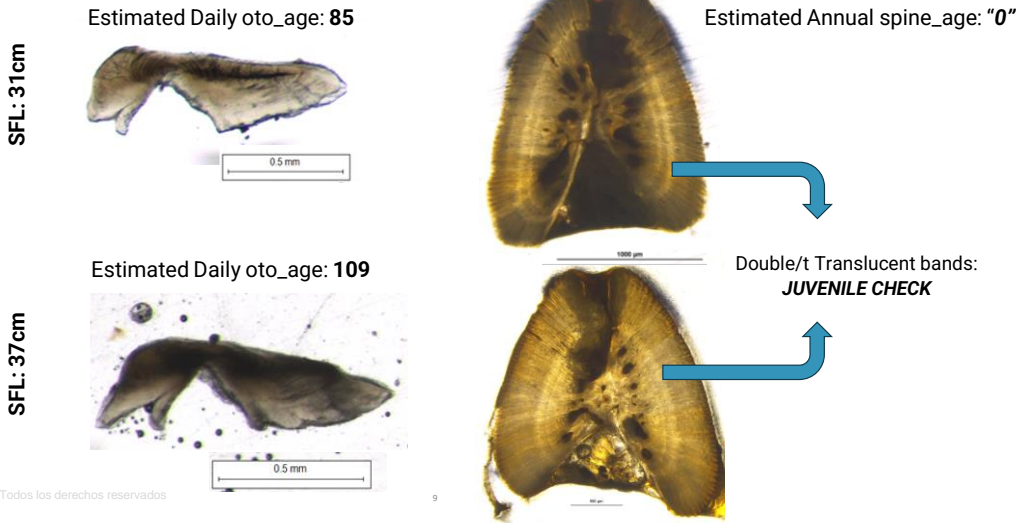 Estimated Daily oto_age: 85
Estimated Annual spine_age: "0"
SFL: 31cm
0.5 mm
1000 µm
Estimated Daily oto_age: 109
Double/t Translucent bands:
JUVENILE CHECK
SFL: 37cm
0.5 mm
Todos los derechos reservados
9